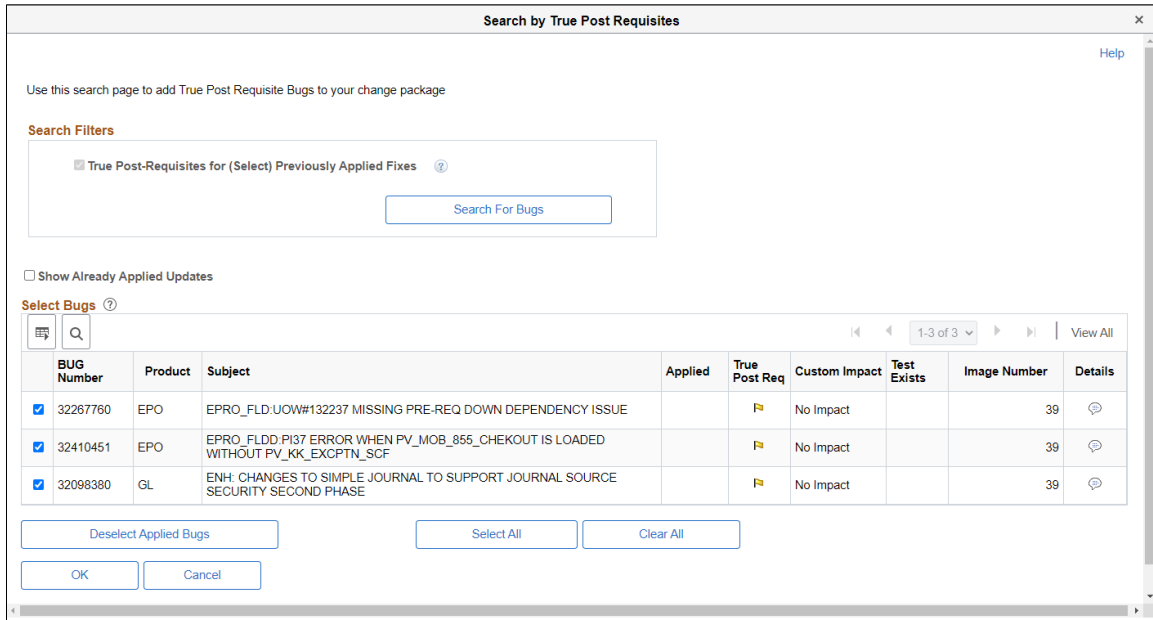 Search by True Post Requisites
×
Help
Use this search page to add True Post Requisite Bugs to your change package
Search Filters
True Post-Requisites for (Select) Previously Applied Fixes ?
Search For Bugs
Show Already Applied Updates
Select Bugs ?
1-3 of 3 | View All
BUG Number Product Subject Applied True Post Req Custom Impact Test Exists Image Number Details
32267760 EPO EPRO_FLD:UOW#132237 MISSING PRE-REQ DOWN DEPENDENCY ISSUE No Impact 39
32410451 EPO EPRO_FLDD:PI37 ERROR WHEN PV_MOB_855_CHEKOUT IS LOADED
WITHOUT PV_KK_EXCPTN_SCF No Impact 39
32098380 GL ENH: CHANGES TO SIMPLE JOURNAL TO SUPPORT JOURNAL SOURCE
SECURITY SECOND PHASE No Impact 39
Deselect Applied Bugs Select All Clear All
OK Cancel